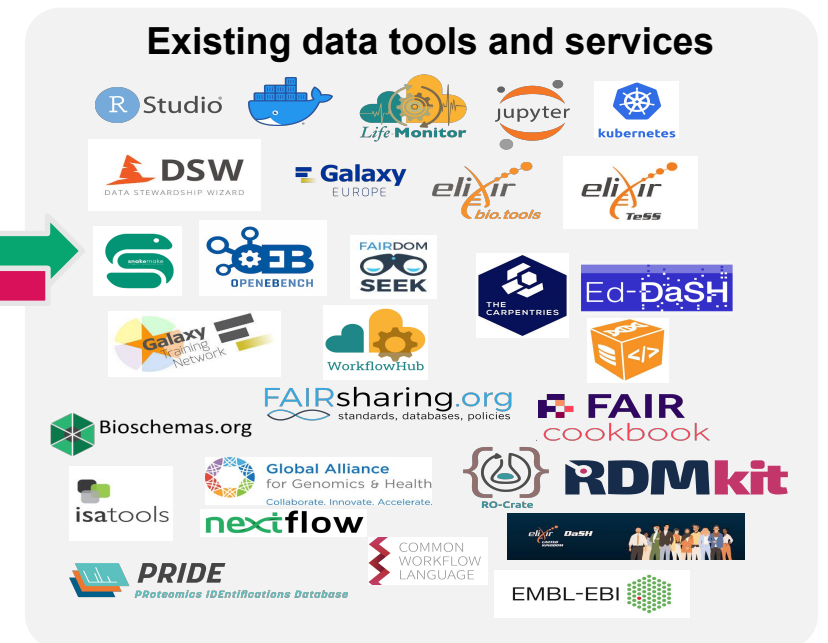 Existing data tools and services
R Studio
Life Monitor
jupyter
kubernetes
DSW
DATA STEWARDSHIP WIZARD
Galaxy
EUROPE
elixir
bio.tools
elixir
TeSS
snakemake
OEB
OPENEBENCH
FAIRDOM
SEEK
THE
CARPENTRIES
Ed-DaSH
Galaxy
Training
Network
WorkflowHub
</>
FAIRsharing.org
standards, databases, policies
FAIR
cookbook
Bioschemas.org
isatools
Global Alliance
for Genomics & Health
Collaborate. Innovate. Accelerate.
RO-Crate
RDMkit
nextflow
elixir DaSH
UNITED
KINGDOM
COMMON
WORKFLOW
LANGUAGE
PRIDE
PRoteomics IDEntifications Database
EMBL-EBI